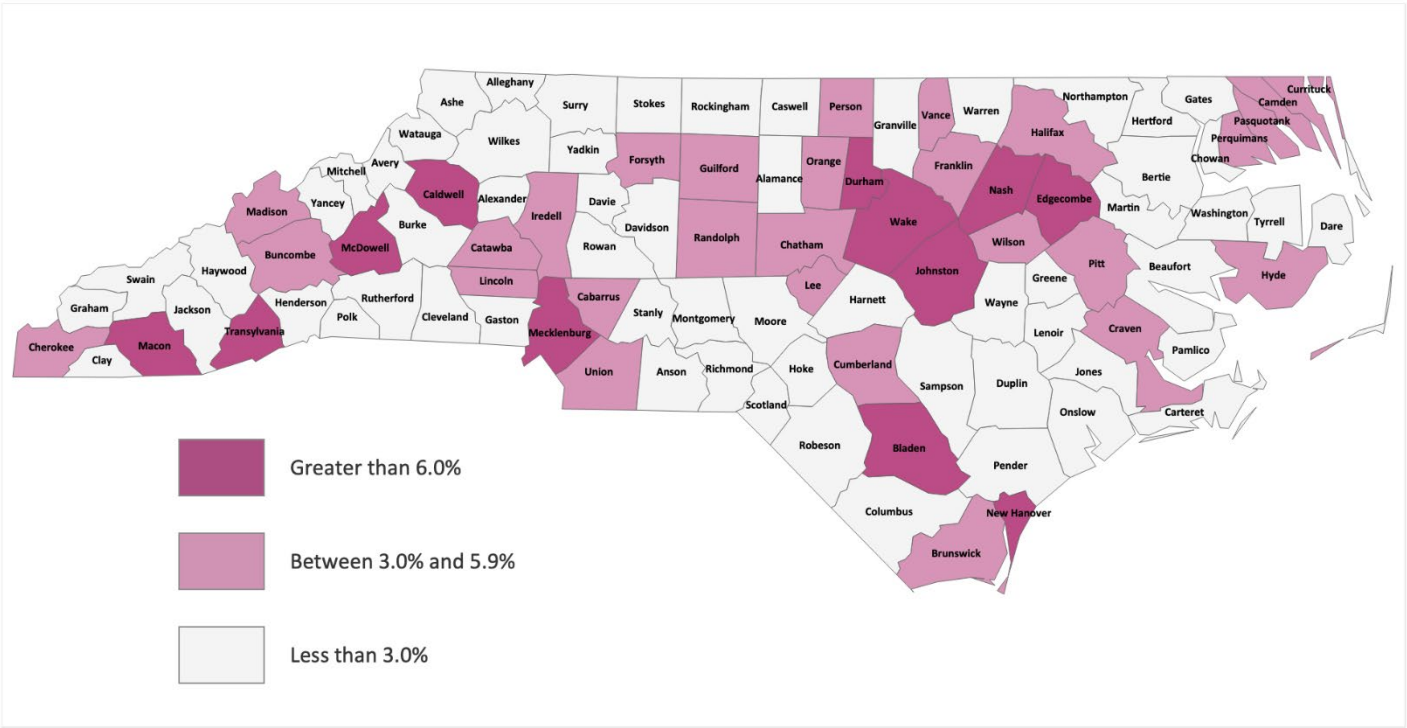 Alleghany
Ashe
Surry
Stokes
Rockingham
Caswell
Person
Granville
Vance
Warren
Northampton
Gates
Currituck
Camden
Pasquotank
Perquimans
Hertford
Halifax
Chowan
Watauga
Wilkes
Yadkin
Forsyth
Guilford
Alamance
Orange
Durham
Franklin
Nash
Edgecombe
Bertie
Martin
Washington
Tyrrell
Dare
Mitchell
Avery
Caldwell
Alexander
Iredell
Davie
Davidson
Madison
Yancey
McDowell
Burke
Catawba
Rowan
Randolph
Chatham
Wake
Wilson
Pitt
Beaufort
Hyde
Buncombe
Haywood
Swain
Graham
Jackson
Henderson
Rutherford
Polk
Cleveland
Lincoln
Gaston
Mecklenburg
Cabarrus
Stanly
Montgomery
Moore
Lee
Harnett
Johnston
Wayne
Greene
Lenoir
Craven
Pamlico
Cherokee
Clay
Macon
Transylvania
Union
Anson
Richmond
Hoke
Scotland
Cumberland
Sampson
Duplin
Jones
Onslow
Carteret
Robeson
Bladen
Pender
Columbus
New Hanover
Brunswick
Greater than 6.0%
Between 3.0% and 5.9%
Less than 3.0%